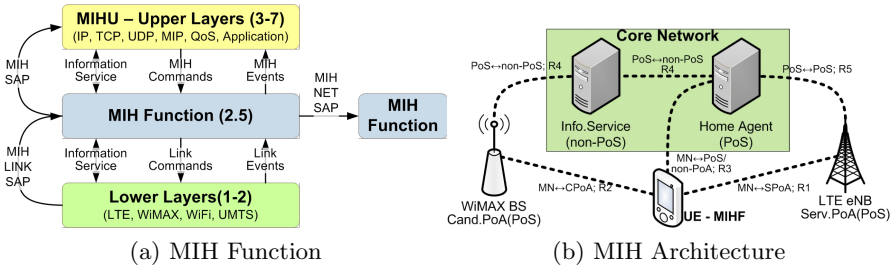 MIHU – Upper Layers (3-7)
(IP, TCP, UDP, MIP, QoS, Application)
MIH
SAP
Information
Service
MIH
Commands
MIH
Events
MIH
NET
SAP
MIH Function (2.5)
MIH
Function
MIH
LINK
SAP
Information
Service
Link
Commands
Link
Events
Lower Layers(1-2)
(LTE, WiMAX, WiFi, UMTS)
(a) MIH Function
Core Network
PoS↔non-PoS; R4
PoS↔non-PoS
R4
PoS↔PoS; R5
Info.Service
(non-PoS)
Home Agent
(PoS)
MN↔PoS/
non-PoA; R3
MN↔CPoA; R2
MN↔SPoA; R1
WiMAX BS
Cand.PoA(PoS)
UE - MIHF
LTE eNB
Serv.PoA(PoS)
(b) MIH Architecture